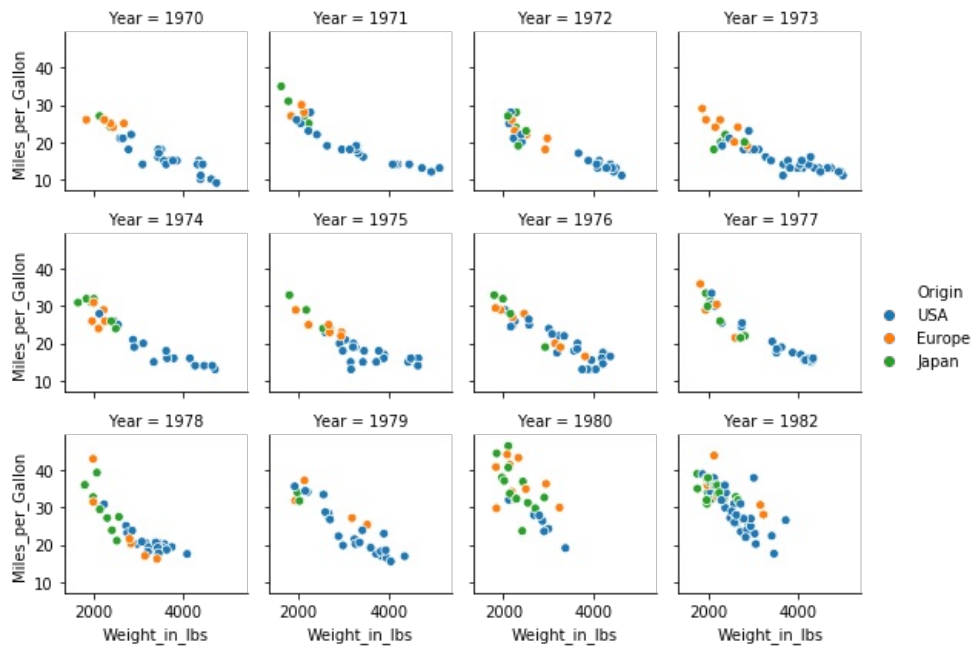 Year = 1970 Year = 1971 Year = 1972 Year = 1973
Miles_per_Gallon
40
30
20
10
Year = 1974 Year = 1975 Year = 1976 Year = 1977
Miles_per_Gallon
40
30
20
10
Origin
USA
Europe
Japan
Year = 1978 Year = 1979 Year = 1980 Year = 1982
Miles_per_Gallon
40
30
20
10
2000 4000 2000 4000 2000 4000 2000 4000
Weight_in_lbs Weight_in_lbs Weight_in_lbs Weight_in_lbs